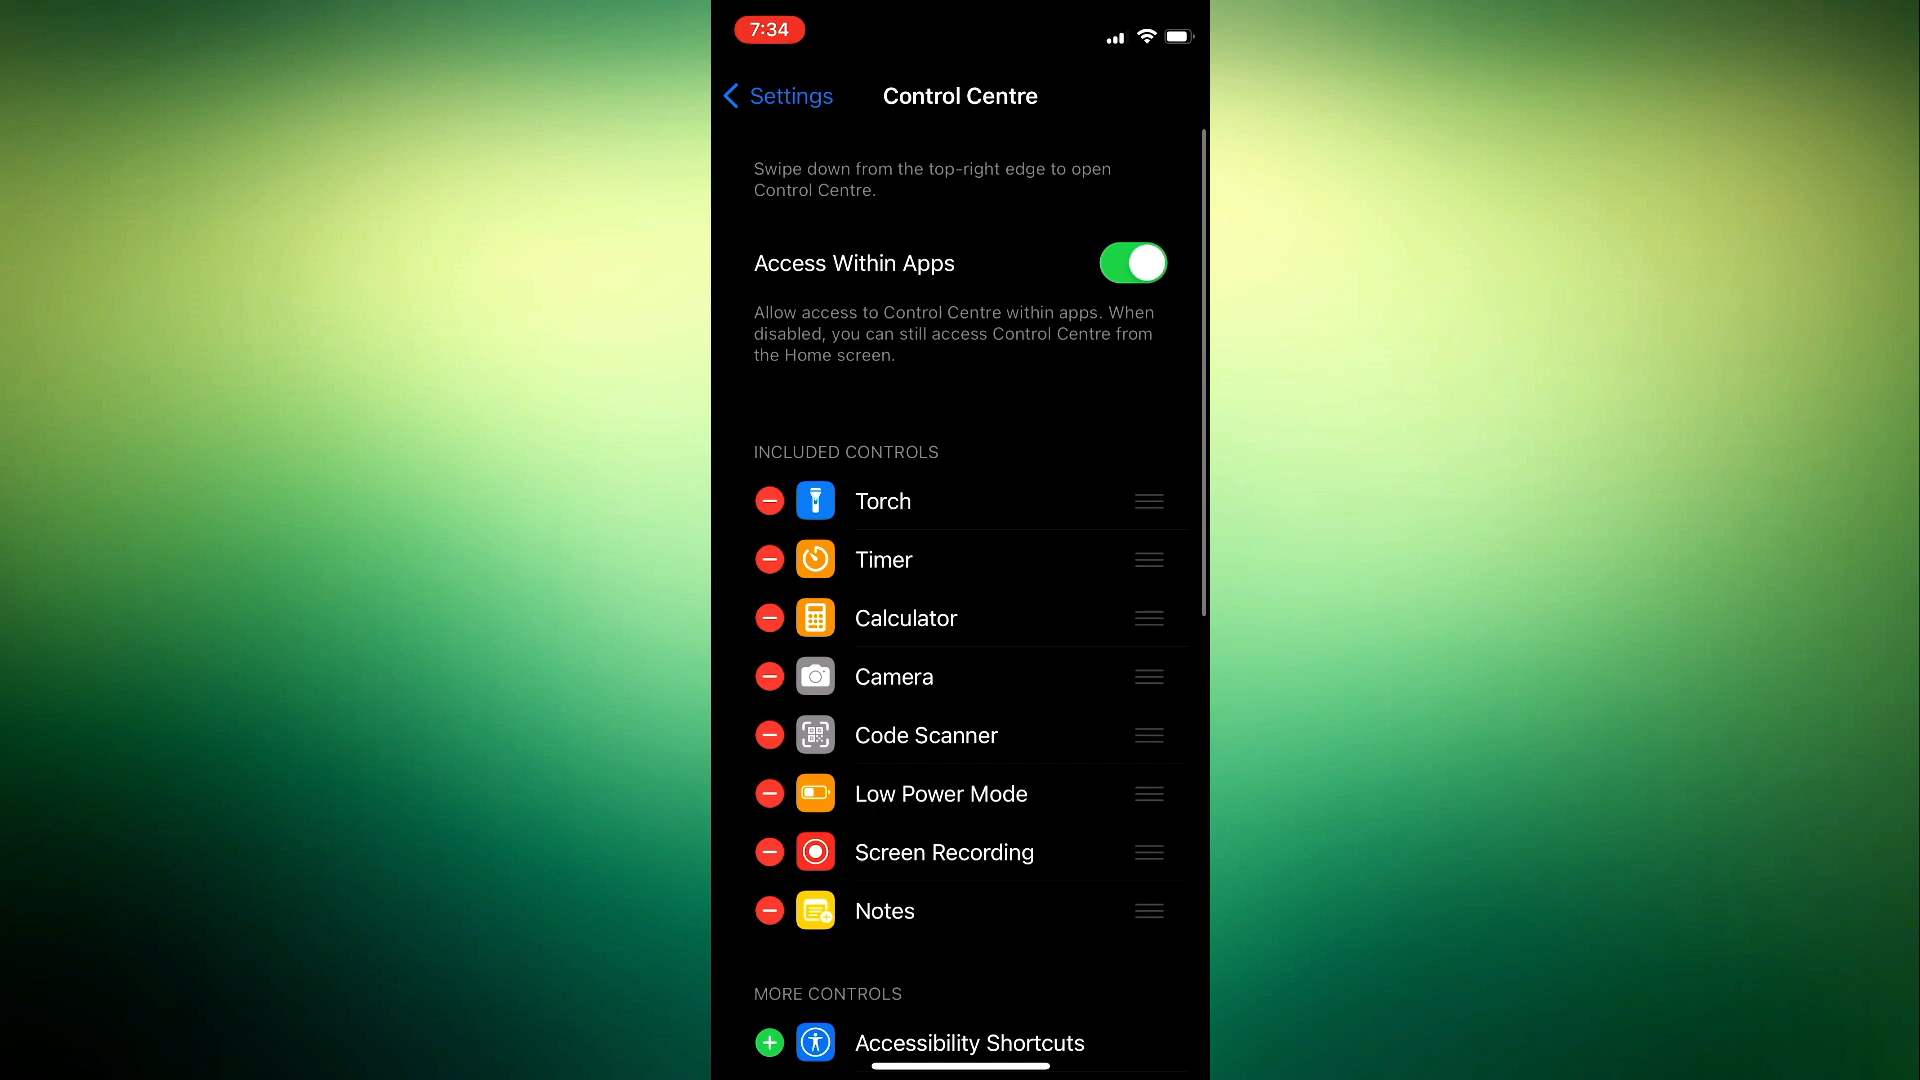 7:34
Settings
Control Centre
Swipe down from the top-right edge to open
Control Centre.
Access Within Apps
Allow access to Control Centre within apps. When
disabled, you can still access Control Centre from
the Home screen.
INCLUDED CONTROLS
Torch
Timer
Calculator
Camera
Code Scanner
Low Power Mode
Screen Recording
Notes
MORE CONTROLS
Accessibility Shortcuts